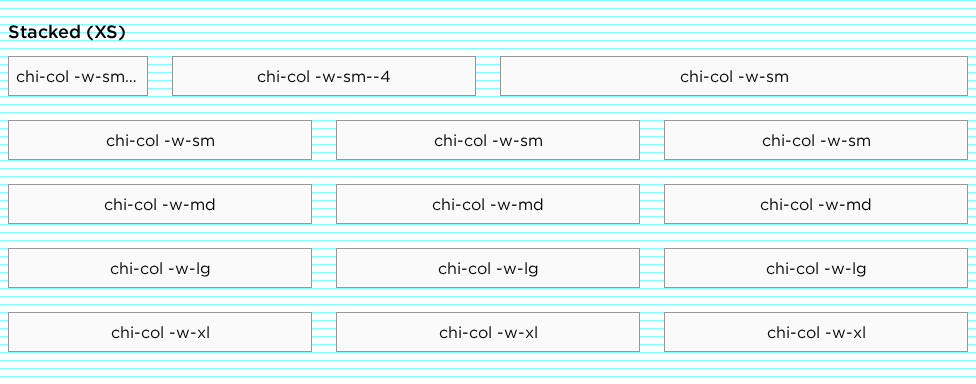 Stacked (XS)
chi-col -w-sm... chi-col -w-sm--4 chi-col -w-sm
chi-col -w-sm chi-col -w-sm chi-col -w-sm
chi-col -w-md chi-col -w-md chi-col -w-md
chi-col -w-lg chi-col -w-lg chi-col -w-lg
chi-col -w-xl chi-col -w-xl chi-col -w-xl